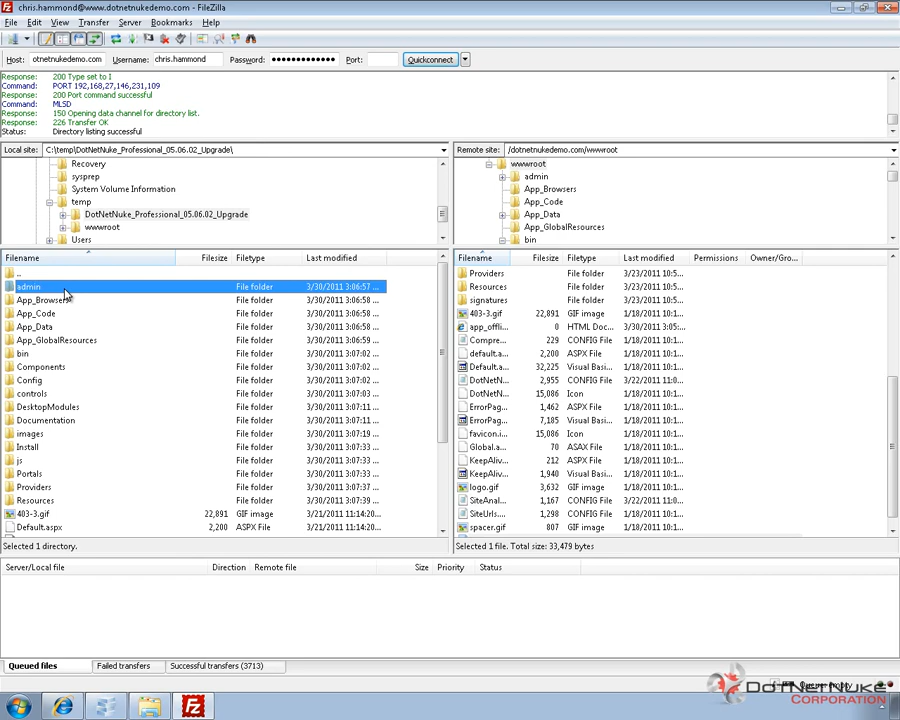 chris.hammond@www.dotnetnukedemo.com - FileZilla
File Edit View Transfer Server Bookmarks Help
Host: otnetnukedemo.com Username: chris.hammond Password: ●●●●●●●●●●●●● Port: Quickconnect
Response: 200 Type set to I
Command: PORT 192,168,27,146,231,109
Response: 200 Port command successful
Command: MLSD
Response: 150 Opening data channel for directory list.
Response: 226 Transfer OK
Status: Directory listing successful
Local site: C:\temp\DotNetNuke_Professional_05.06.02_Upgrade\
Recovery
sysprep
System Volume Information
temp
DotNetNuke_Professional_05.06.02_Upgrade
wwwroot
Users
Remote site: /dotnetnukedemo.com/wwwroot
wwwroot
admin
App_Browsers
App_Code
App_Data
App_GlobalResources
bin
Filename Filesize Filetype Last modified
..
admin File folder 3/30/2011 3:06:57 ...
App_Browsers File folder 3/30/2011 3:06:58 ...
App_Code File folder 3/30/2011 3:06:58 ...
App_Data File folder 3/30/2011 3:06:58 ...
App_GlobalResources File folder 3/30/2011 3:06:59 ...
bin File folder 3/30/2011 3:07:02 ...
Components File folder 3/30/2011 3:07:02 ...
Config File folder 3/30/2011 3:07:02 ...
controls File folder 3/30/2011 3:07:03 ...
DesktopModules File folder 3/30/2011 3:07:11 ...
Documentation File folder 3/30/2011 3:07:11 ...
images File folder 3/30/2011 3:07:19 ...
Install File folder 3/30/2011 3:07:33 ...
js File folder 3/30/2011 3:07:33 ...
Portals File folder 3/30/2011 3:07:33 ...
Providers File folder 3/30/2011 3:07:37 ...
Resources File folder 3/30/2011 3:07:39 ...
403-3.gif 22,891 GIF image 3/21/2011 11:14:20...
Default.aspx 2,200 ASPX File 3/21/2011 11:14:20...
Selected 1 directory.
Filename Filesize Filetype Last modified Permissions Owner/Gro...
Providers File folder 3/23/2011 10:5...
Resources File folder 3/23/2011 10:5...
signatures File folder 3/23/2011 10:5...
403-3.gif 22,891 GIF image 1/18/2011 10:1...
app_offli... 0 HTML Doc... 3/30/2011 3:05:...
Compre... 229 CONFIG File 1/18/2011 10:1...
default.a... 2,200 ASPX File 1/18/2011 10:1...
Default.a... 32,225 Visual Basi... 1/18/2011 10:1...
DotNetN... 2,955 CONFIG File 3/22/2011 11:0...
DotNetN... 15,086 Icon 1/18/2011 10:1...
ErrorPag... 1,462 ASPX File 1/18/2011 10:1...
ErrorPag... 7,185 Visual Basi... 1/18/2011 10:1...
favicon.i... 15,086 Icon 1/18/2011 10:1...
Global.a... 70 ASAX File 1/18/2011 10:1...
KeepAliv... 212 ASPX File 1/18/2011 10:1...
KeepAliv... 1,940 Visual Basi... 1/18/2011 10:1...
logo.gif 3,632 GIF image 1/18/2011 10:1...
SiteAnal... 1,167 CONFIG File 3/22/2011 11:0...
SiteUrls.... 1,298 CONFIG File 1/18/2011 10:1...
spacer.gif 807 GIF image 1/18/2011 10:1...
Selected 1 file. Total size: 33,479 bytes
Server/Local file Direction Remote file Size Priority Status
Queued files Failed transfers Successful transfers (3713)
DotNetNuke
CORPORATION